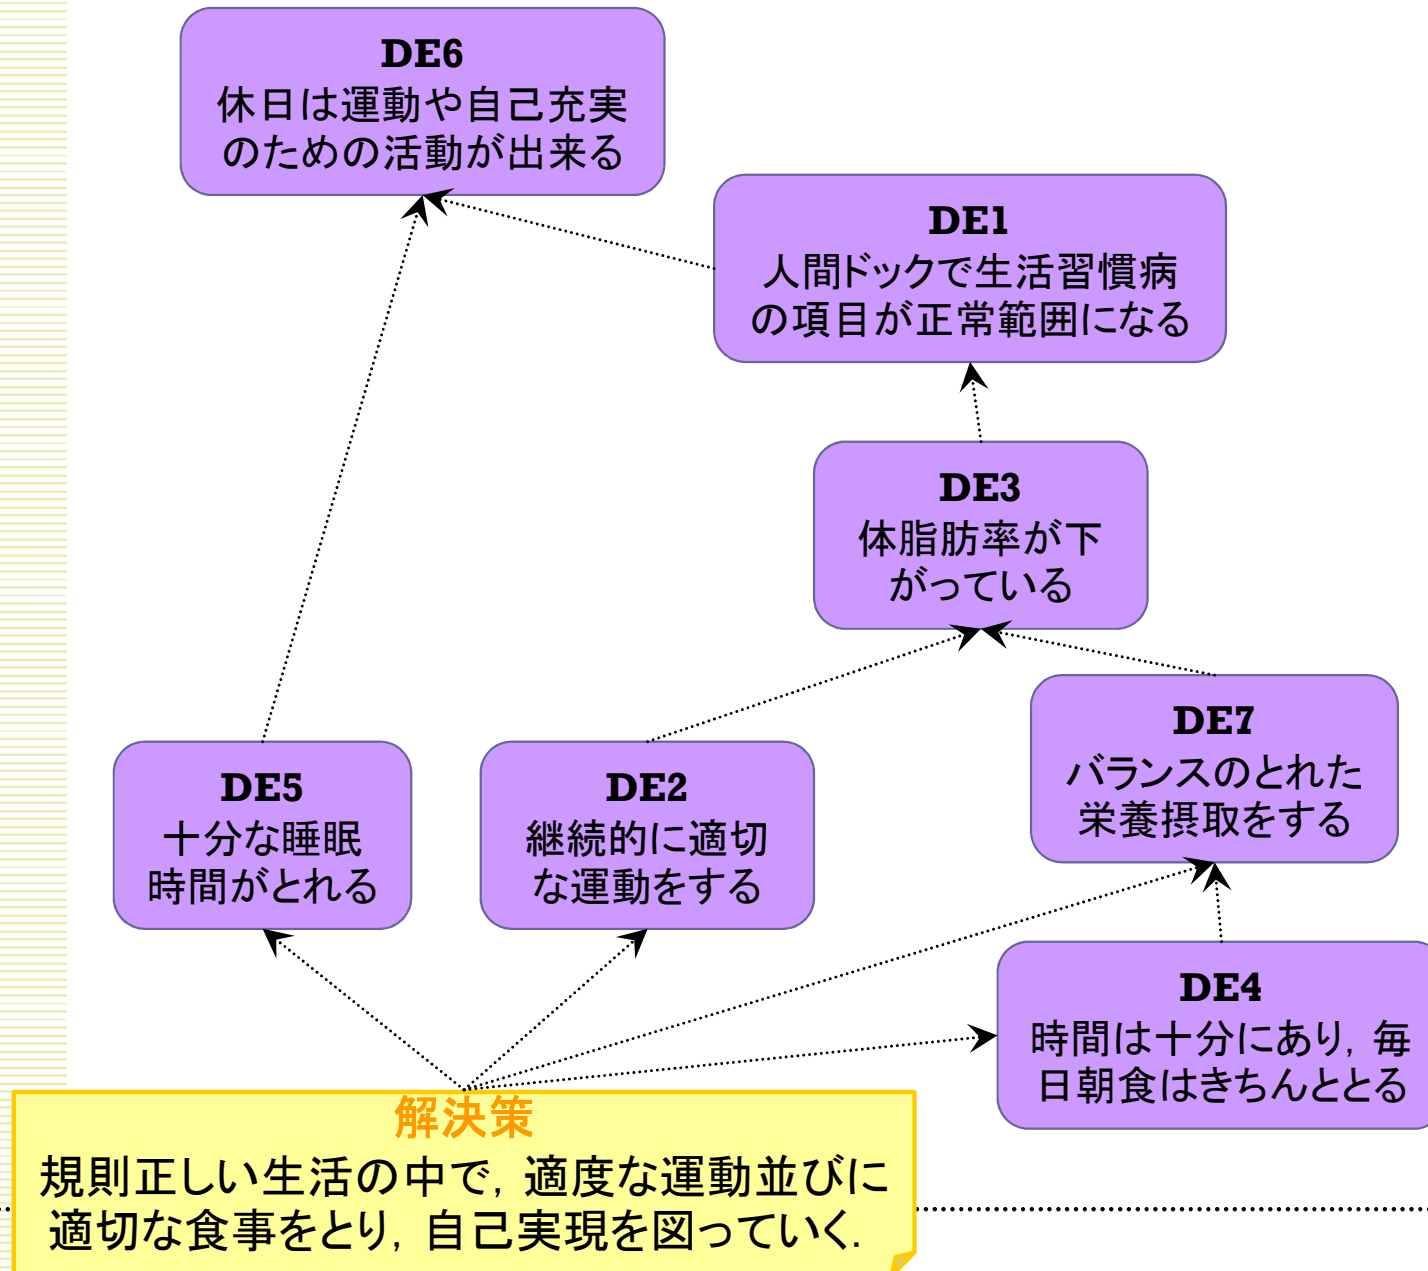 DE6
休日は運動や自己充実
のための活動が出来る
DE1
人間ドックで生活習慣病
の項目が正常範囲になる
DE3
体脂肪率が下
がっている
DE7
バランスのとれた
栄養摂取をする
DE5
十分な睡眠
時間がとれる
DE2
継続的に適切
な運動をする
DE4
時間は十分にあり, 毎
日朝食はきちんととる
解決策
規則正しい生活の中で, 適度な運動並びに
適切な食事をとり, 自己実現を図っていく.